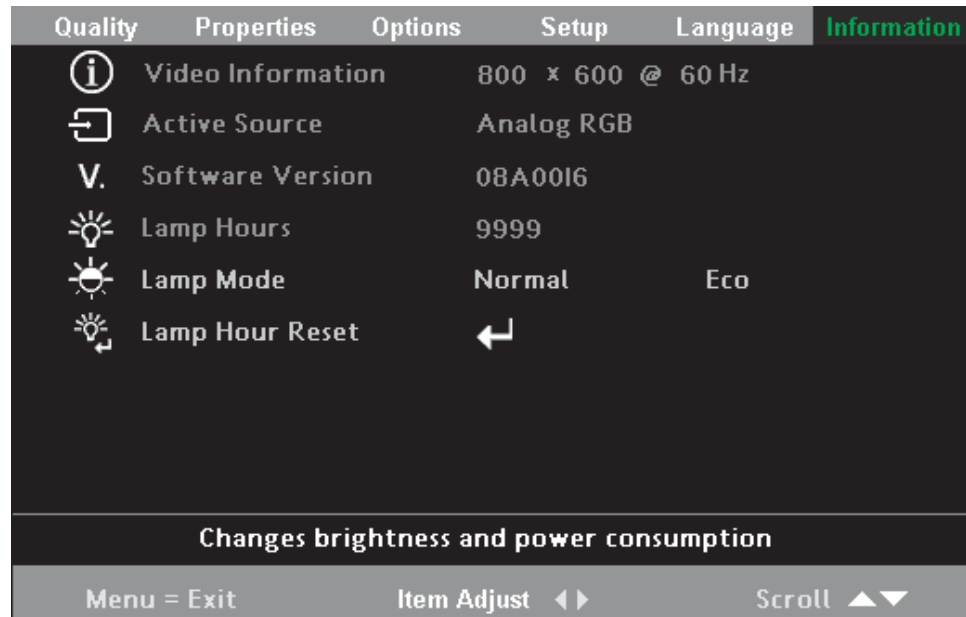 Quality Properties Options Setup Language Information
Video Information 800 × 600 @ 60 Hz
Active Source Analog RGB
V. Software Version 08A00I6
Lamp Hours 9999
Lamp Mode Normal Eco
Lamp Hour Reset
Changes brightness and power consumption
Menu = Exit Item Adjust Scroll